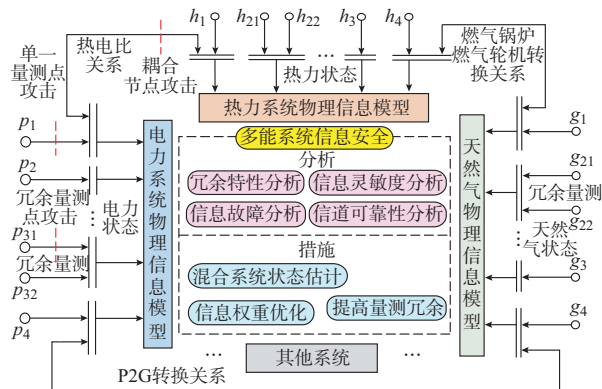 h1
h21
h22
h3
h4
单一
量测点
攻击
热电比
关系
耦合
节点攻击
...
热力状态
燃气锅炉
燃气轮机转
换关系
热力系统物理信息模型
p1
p2
冗余量测
点攻击
电力
状态
p31
冗余量测
p32
p4
电力系统物理信息模型
多能系统信息安全
分析
冗余特性分析
信息灵敏度分析
信息故障分析
信道可靠性分析
措施
混合系统状态估计
信息权重优化
提高量测冗余
天然气物理信息模型
g1
g21
冗余量测
g22
天然
气状态
g3
g4
...
其他系统
...
P2G转换关系